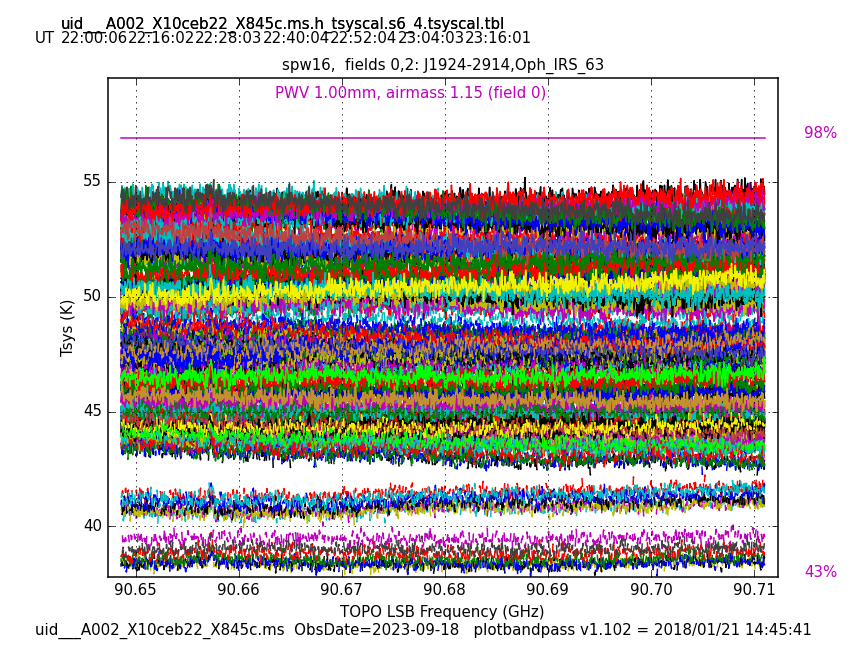 uid___A002_X10ceb22_X845c.ms.h_tsyscal.s6_4.tsyscal.tbl
UT 22:00:06 22:16:02 22:28:03 22:40:04 22:52:04 23:04:03 23:16:01
spw16, fields 0,2: J1924-2914,Oph_IRS_63
PWV 1.00mm, airmass 1.15 (field 0)
98%
55
50
45
40
Tsys (K)
43%
90.65 90.66 90.67 90.68 90.69 90.70 90.71
TOPO LSB Frequency (GHz)
uid___A002_X10ceb22_X845c.ms ObsDate=2023-09-18 plotbandpass v1.102 = 2018/01/21 14:45:41